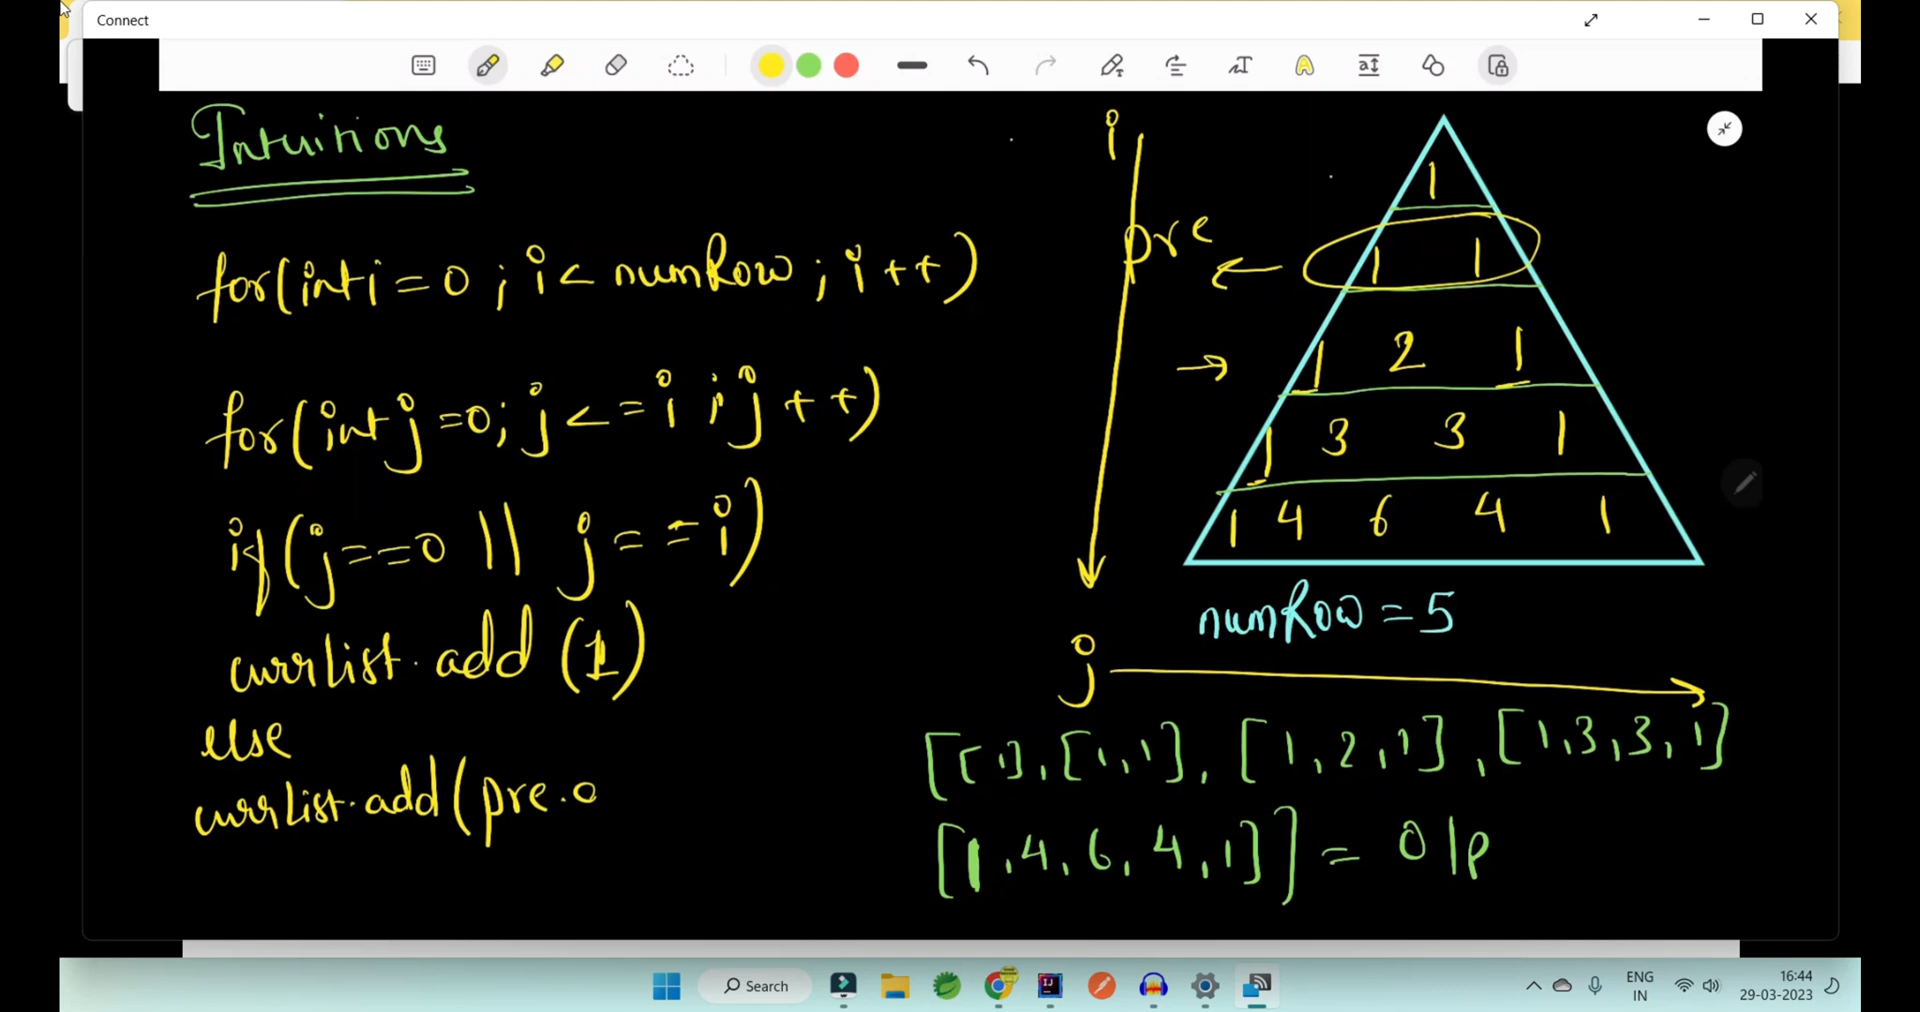 Connect
Intuitions
for(int i = 0 ; i < numRow ; i ++)
for(int j =0; j <= i ; j ++)
if(j==0 || j == i)
currList. add (1)
else
currList. add (pre. o
i
pre
1
1 1
1 2 1
1 3 3 1
1 4 6 4 1
numRow = 5
j
[[1], [1,1], [1,2,1], [1,3,3,1]
[1,4,6,4,1]] = O/p
Search
ENG
IN
16:44
29-03-2023